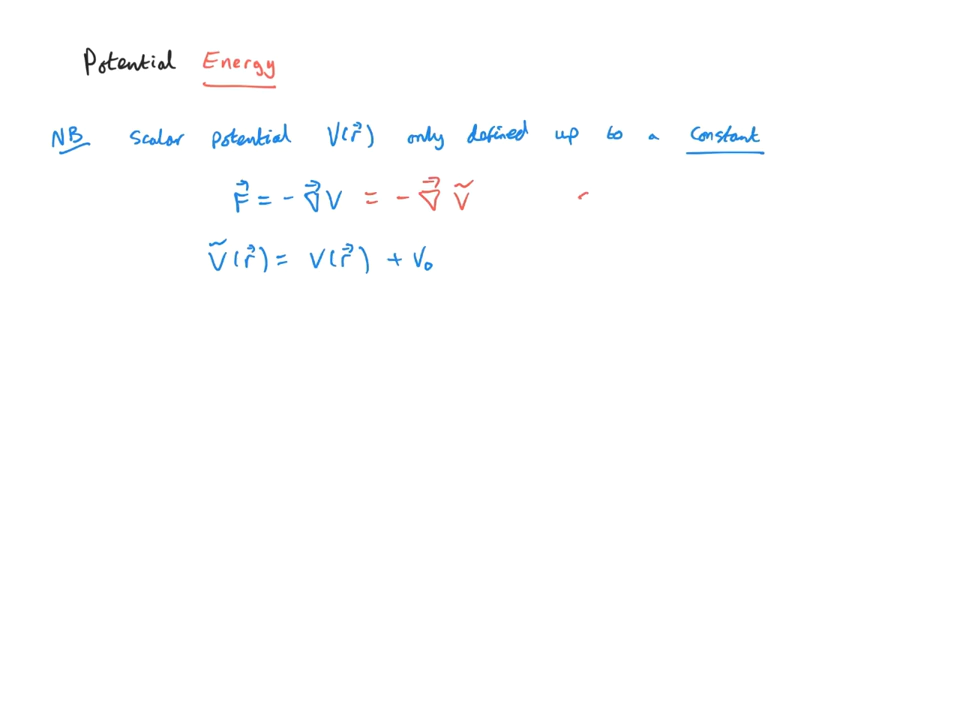 Potential Energy
NB Scalar potential V(r⃗) only defined up to a constant
F⃗ = - ∇⃗ V = - ∇⃗ Ṽ
Ṽ(r⃗) = V(r⃗) + V₀